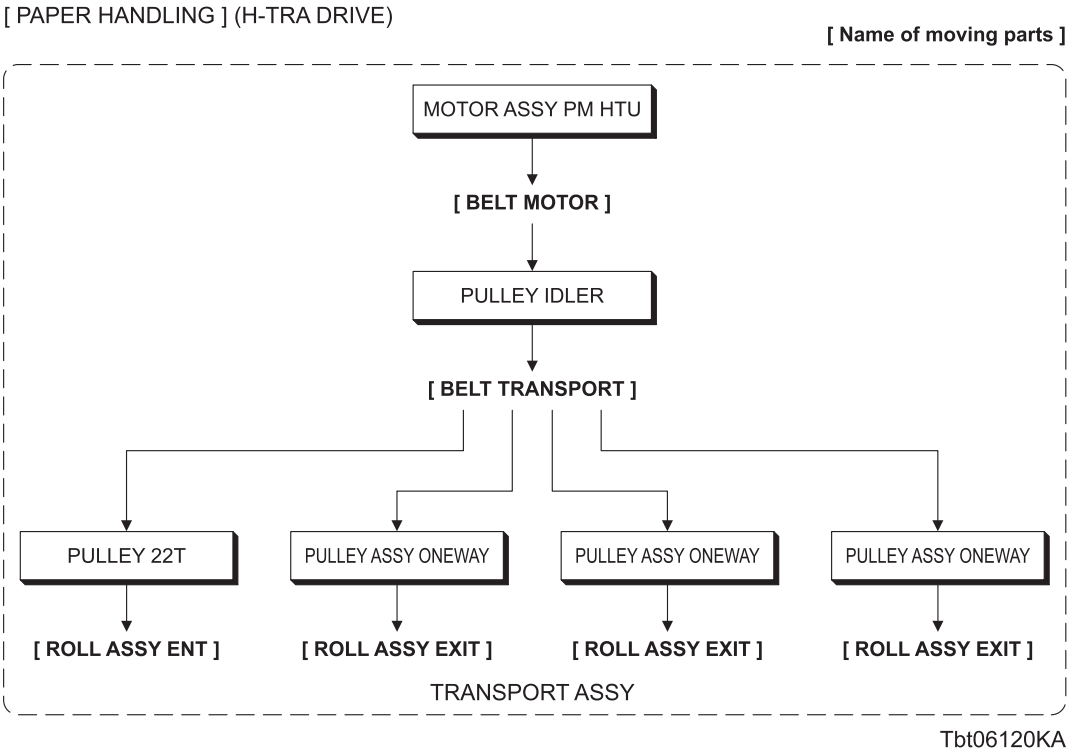 [ PAPER HANDLING ] (H-TRA DRIVE)
[ Name of moving parts ]
MOTOR ASSY PM HTU
[ BELT MOTOR ]
PULLEY IDLER
[ BELT TRANSPORT ]
PULLEY 22T
PULLEY ASSY ONEWAY
PULLEY ASSY ONEWAY
PULLEY ASSY ONEWAY
[ ROLL ASSY ENT ]
[ ROLL ASSY EXIT ]
[ ROLL ASSY EXIT ]
[ ROLL ASSY EXIT ]
TRANSPORT ASSY
Tbt06120KA